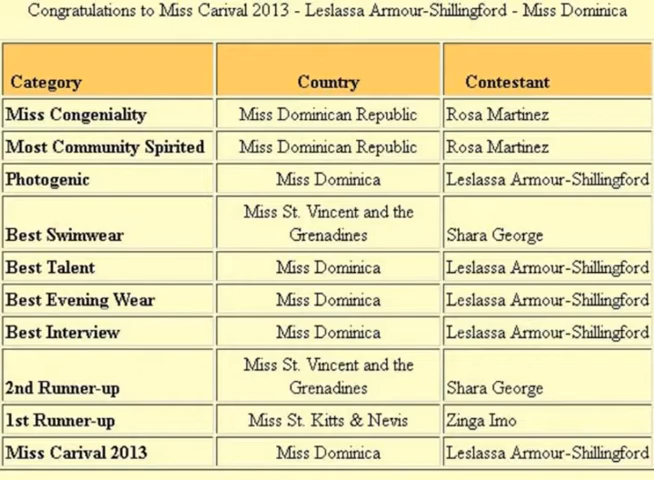 Congratulations to Miss Carival 2013 - Leslassa Armour-Shillingford - Miss Dominica
Category Country Contestant
Miss Congeniality Miss Dominican Republic Rosa Martinez
Most Community Spirited Miss Dominican Republic Rosa Martinez
Photogenic Miss Dominica Leslassa Armour-Shillingford
Miss St. Vincent and the
Best Swimwear Grenadines Shara George
Best Talent Miss Dominica Leslassa Armour-Shillingford
Best Evening Wear Miss Dominica Leslassa Armour-Shillingford
Best Interview Miss Dominica Leslassa Armour-Shillingford
Miss St. Vincent and the
2nd Runner-up Grenadines Shara George
1st Runner-up Miss St. Kitts & Nevis Zinga Imo
Miss Carival 2013 Miss Dominica Leslassa Armour-Shillingford